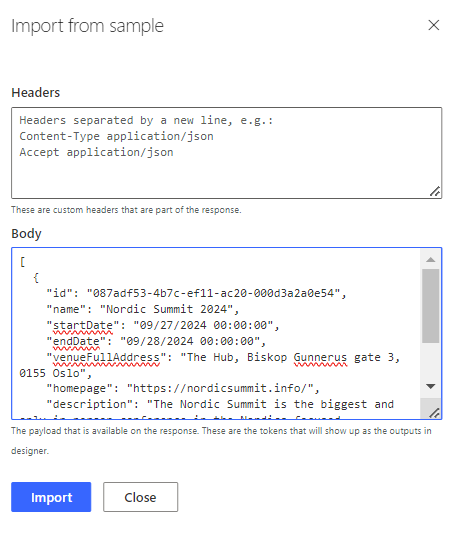 Import from sample
Headers
Headers separated by a new line, e.g.:
Content-Type application/json
Accept application/json
These are custom headers that are part of the response.
Body
[
{
"id": "087adf53-4b7c-ef11-ac20-000d3a2a0e54",
"name": "Nordic Summit 2024",
"startDate": "09/27/2024 00:00:00",
"endDate": "09/28/2024 00:00:00",
"venueFullAddress": "The Hub, Biskop Gunnerus gate 3,
0155 Oslo",
"homepage": "https://nordicsummit.info/",
"description": "The Nordic Summit is the biggest and
The payload that is available on the response. These are the tokens that will show up as the outputs in
designer.
Import
Close